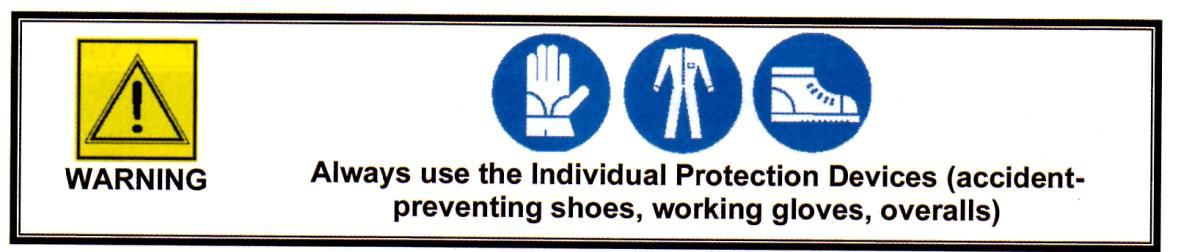 WARNING
Always use the Individual Protection Devices (accident-
preventing shoes, working gloves, overalls)